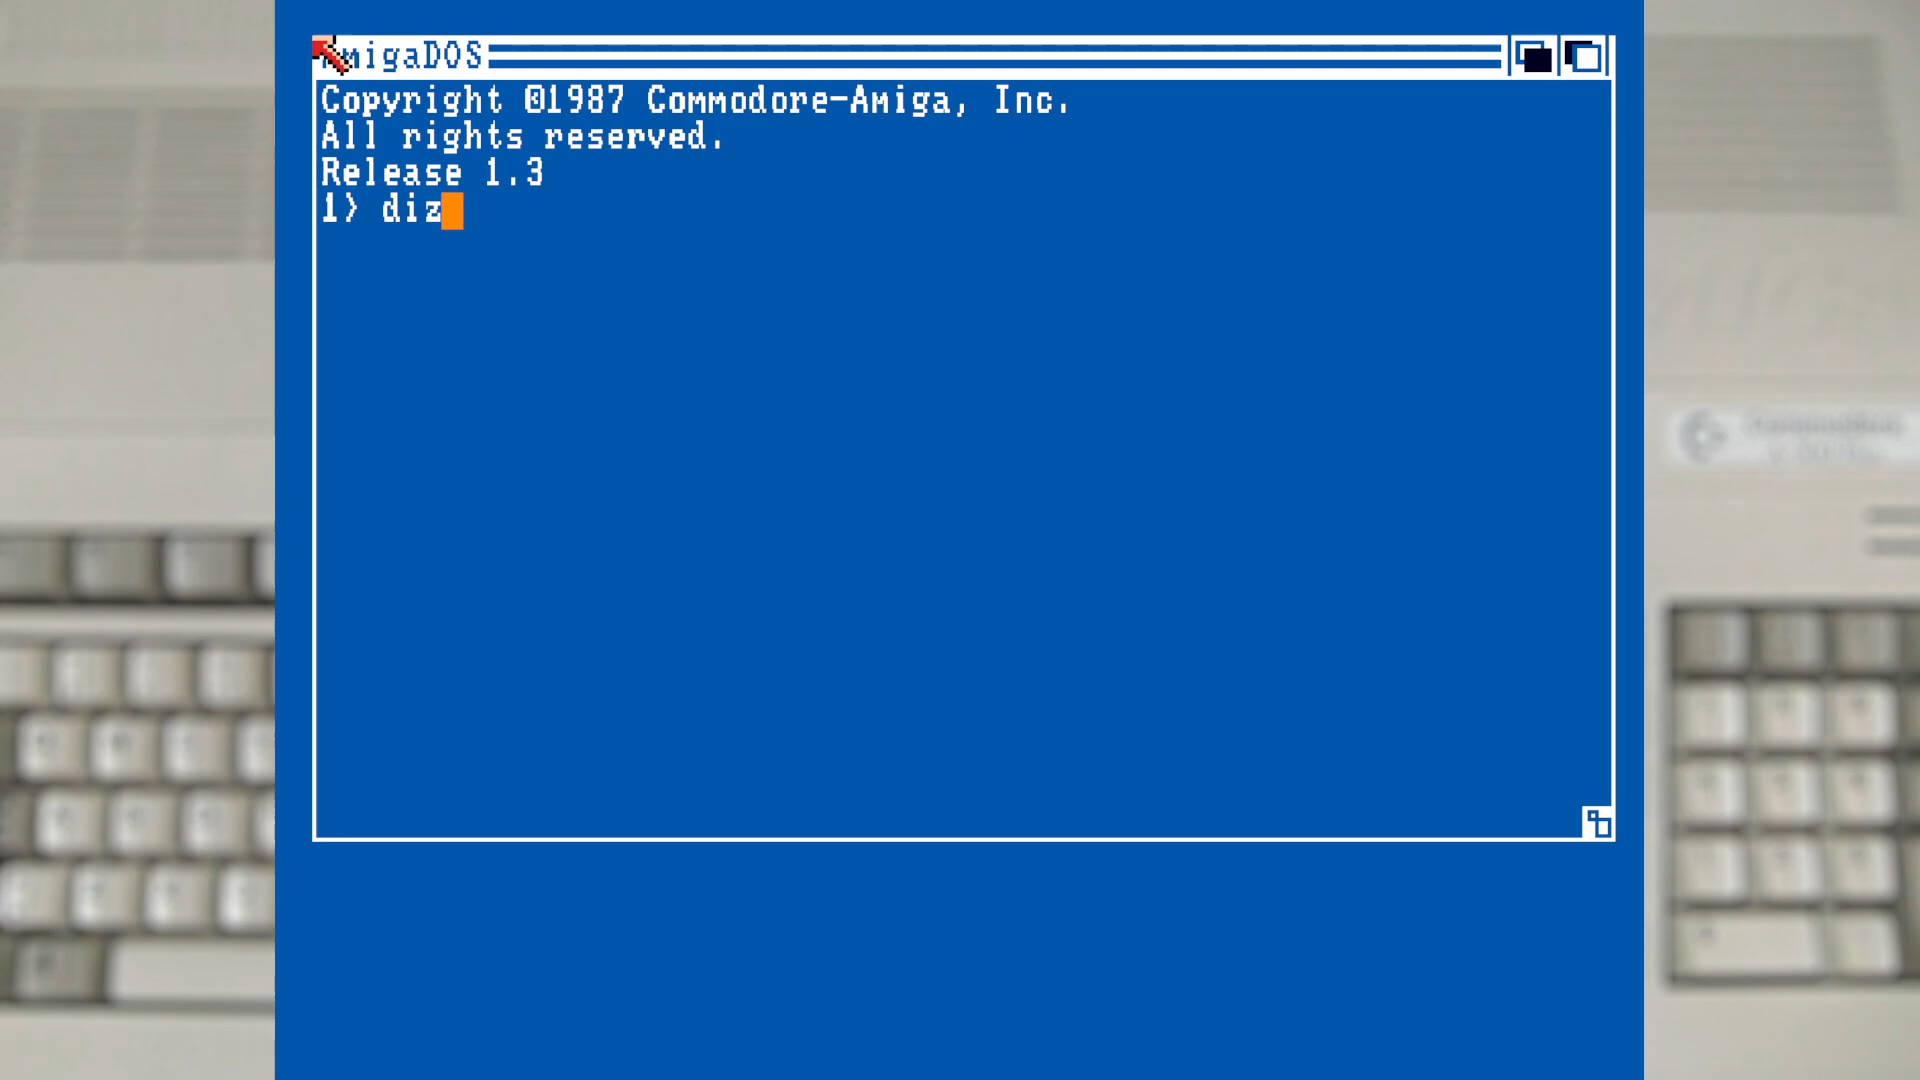 AmigaDOS
Copyright ©1987 Commodore-Amiga, Inc.
All rights reserved.
Release 1.3
1> diz